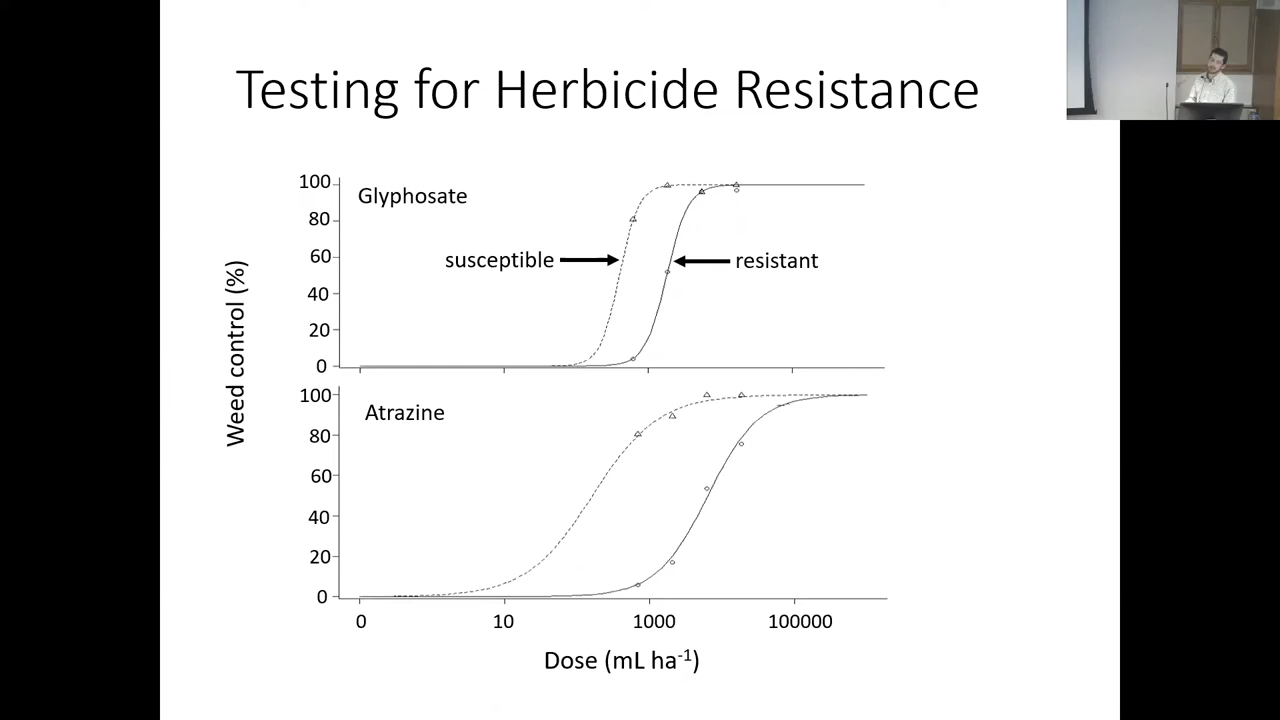 Testing for Herbicide Resistance
Weed control (%)
Glyphosate
100
80
60
40
20
0
susceptible
resistant
Atrazine
100
80
60
40
20
0
0 10 1000 100000
Dose (mL ha⁻¹)